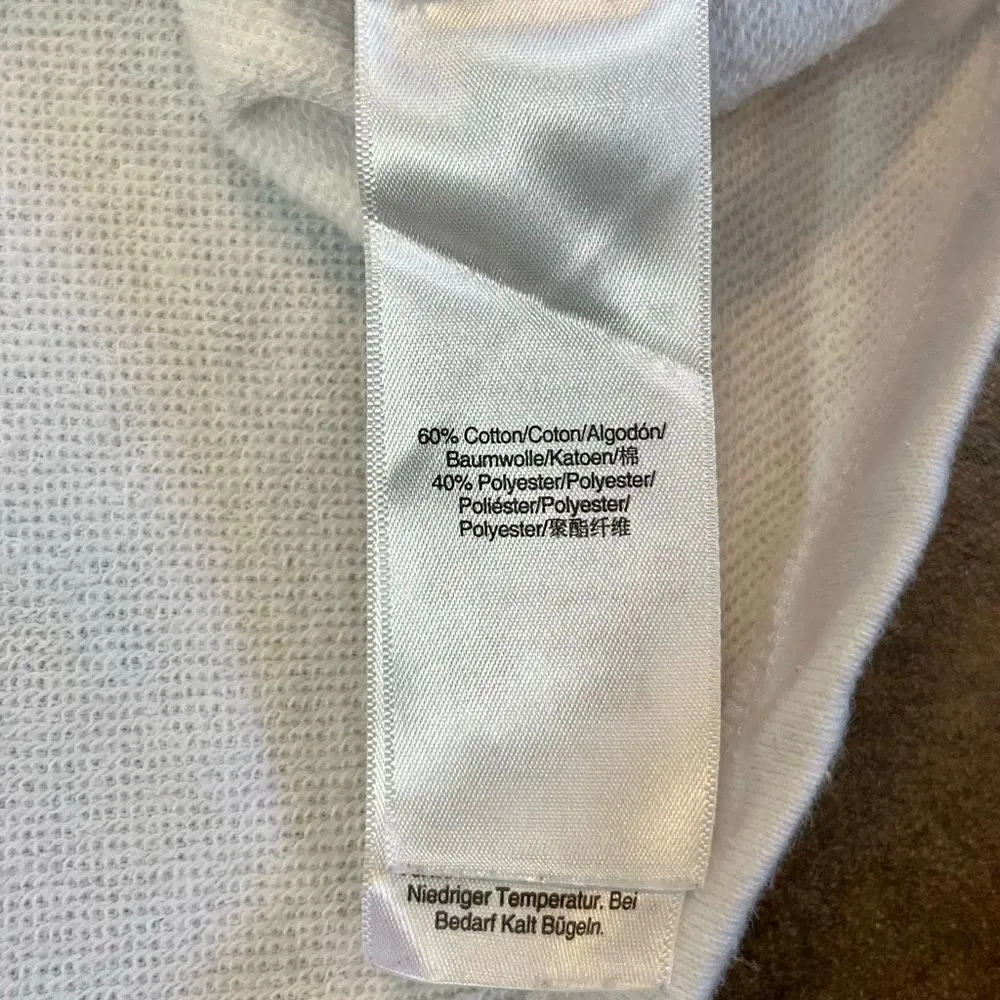 60% Cotton/Coton/Algodón/
Baumwolle/Katoen/棉
40% Polyester/Polyester/
Poliéster/Polyester/
Polyester/聚酯纤维
Niedriger Temperatur. Bei
Bedarf Kalt Bügeln.